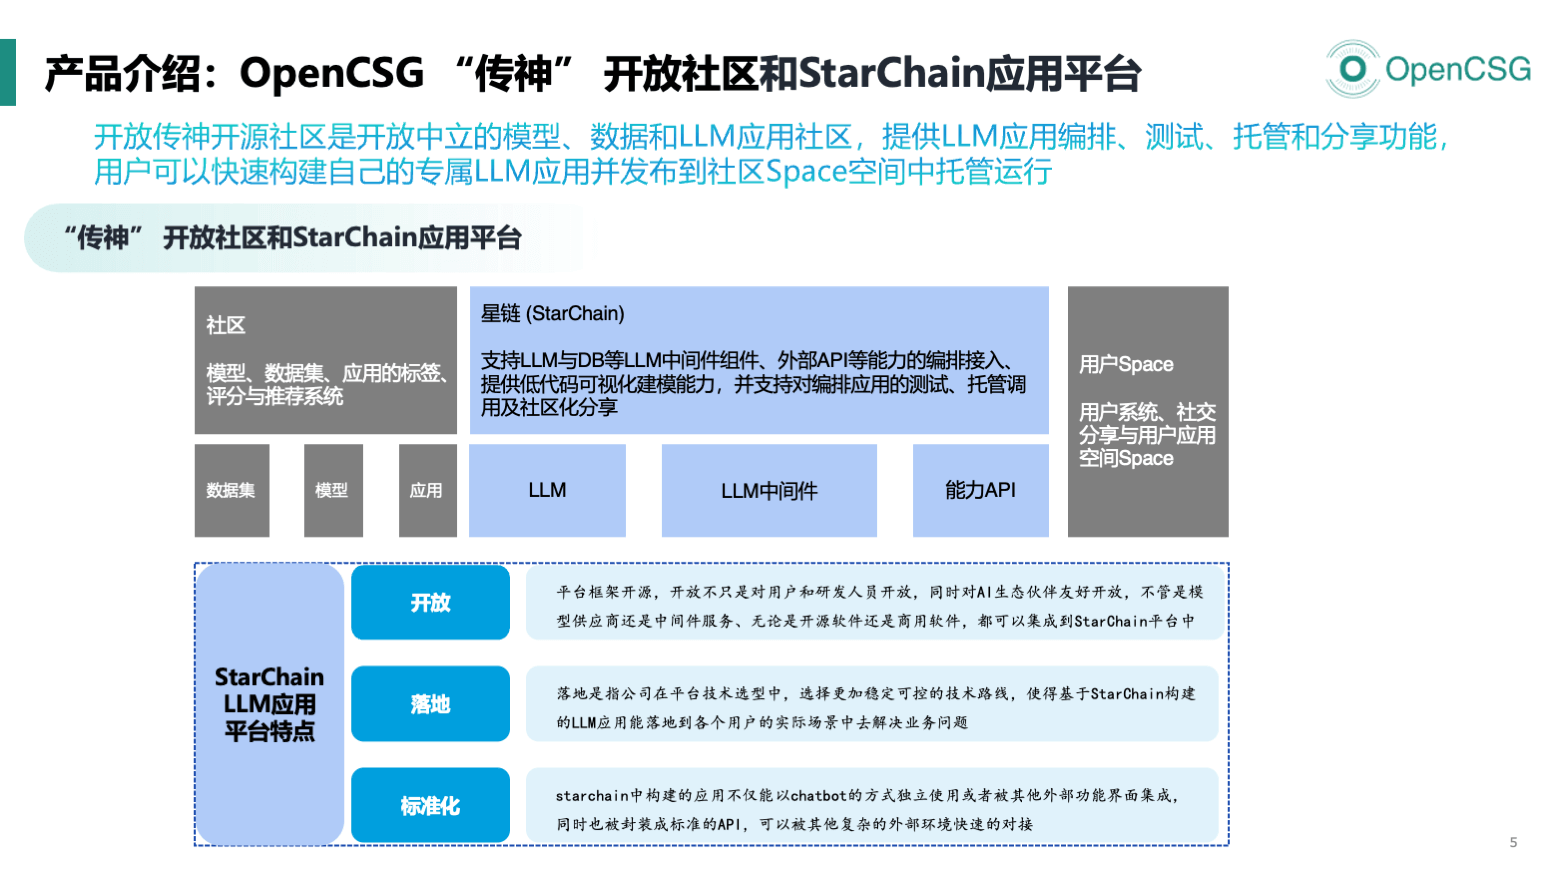 产品介绍：OpenCSG “传神” 开放社区和StarChain应用平台
OpenCSG
开放传神开源社区是开放中立的模型、数据和LLM应用社区，提供LLM应用编排、测试、托管和分享功能，
用户可以快速构建自己的专属LLM应用并发布到社区Space空间中托管运行
“传神” 开放社区和StarChain应用平台
社区
模型、数据集、应用的标签、
评分与推荐系统
星链 (StarChain)
支持LLM与DB等LLM中间件组件、外部API等能力的编排接入、
提供低代码可视化建模能力，并支持对编排应用的测试、托管调
用及社区化分享
用户Space
用户系统、社交
分享与用户应用
空间Space
数据集
模型
应用
LLM
LLM中间件
能力API
StarChain
LLM应用
平台特点
开放
平台框架开源，开放不只是对用户和研发人员开放，同时对AI生态伙伴友好开放，不管是模
型供应商还是中间件服务、无论是开源软件还是商用软件，都可以集成到StarChain平台中
落地
落地是指公司在平台技术选型中，选择更加稳定可控的技术路线，使得基于StarChain构建
的LLM应用能落地到各个用户的实际场景中去解决业务问题
标准化
starchain中构建的应用不仅能以chatbot的方式独立使用或者被其他外部功能界面集成，
同时也被封装成标准的API，可以被其他复杂的外部环境快速的对接
5